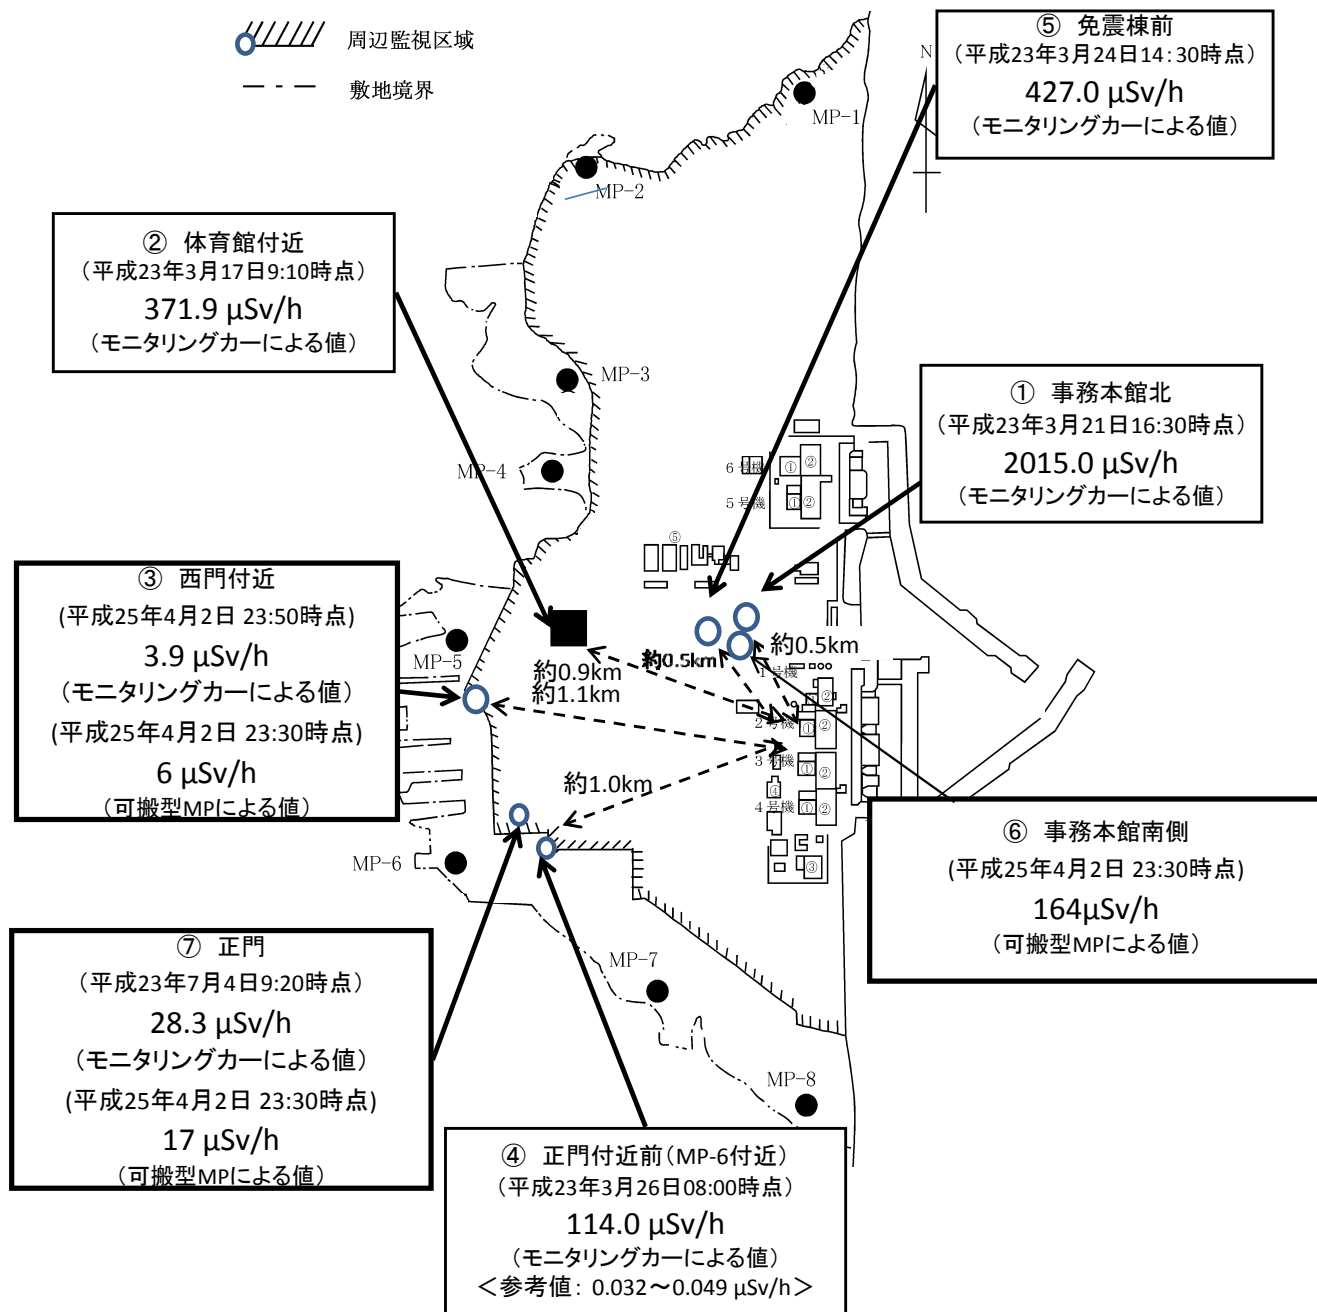 周辺監視区域
敷地境界
⑤ 免震棟前
（平成23年3月24日14:30時点）
427.0 μSv/h
（モニタリングカーによる値）
N
MP-1
MP-2
② 体育館付近
（平成23年3月17日9:10時点）
371.9 μSv/h
（モニタリングカーによる値）
MP-3
① 事務本館北
（平成23年3月21日16:30時点）
2015.0 μSv/h
（モニタリングカーによる値）
MP-4
6号機
① ②
5号機
① ②
⑤
③ 西門付近
(平成25年4月2日 23:50時点)
3.9 μSv/h
（モニタリングカーによる値）
(平成25年4月2日 23:30時点)
6 μSv/h
（可搬型MPによる値）
MP-5
約0.9km
約1.1km
約0.5km
約0.5km
1号機
②
2号機
① ②
3号機
① ②
④
4号機
① ②
③
約1.0km
MP-6
⑥ 事務本館南側
(平成25年4月2日 23:30時点)
164μSv/h
（可搬型MPによる値）
⑦ 正門
（平成23年7月4日9:20時点）
28.3 μSv/h
（モニタリングカーによる値）
(平成25年4月2日 23:30時点)
17 μSv/h
（可搬型MPによる値）
MP-7
MP-8
④ 正門付近前（MP-6付近）
（平成23年3月26日08:00時点）
114.0 μSv/h
（モニタリングカーによる値）
＜参考値：0.032～0.049 μSv/h＞